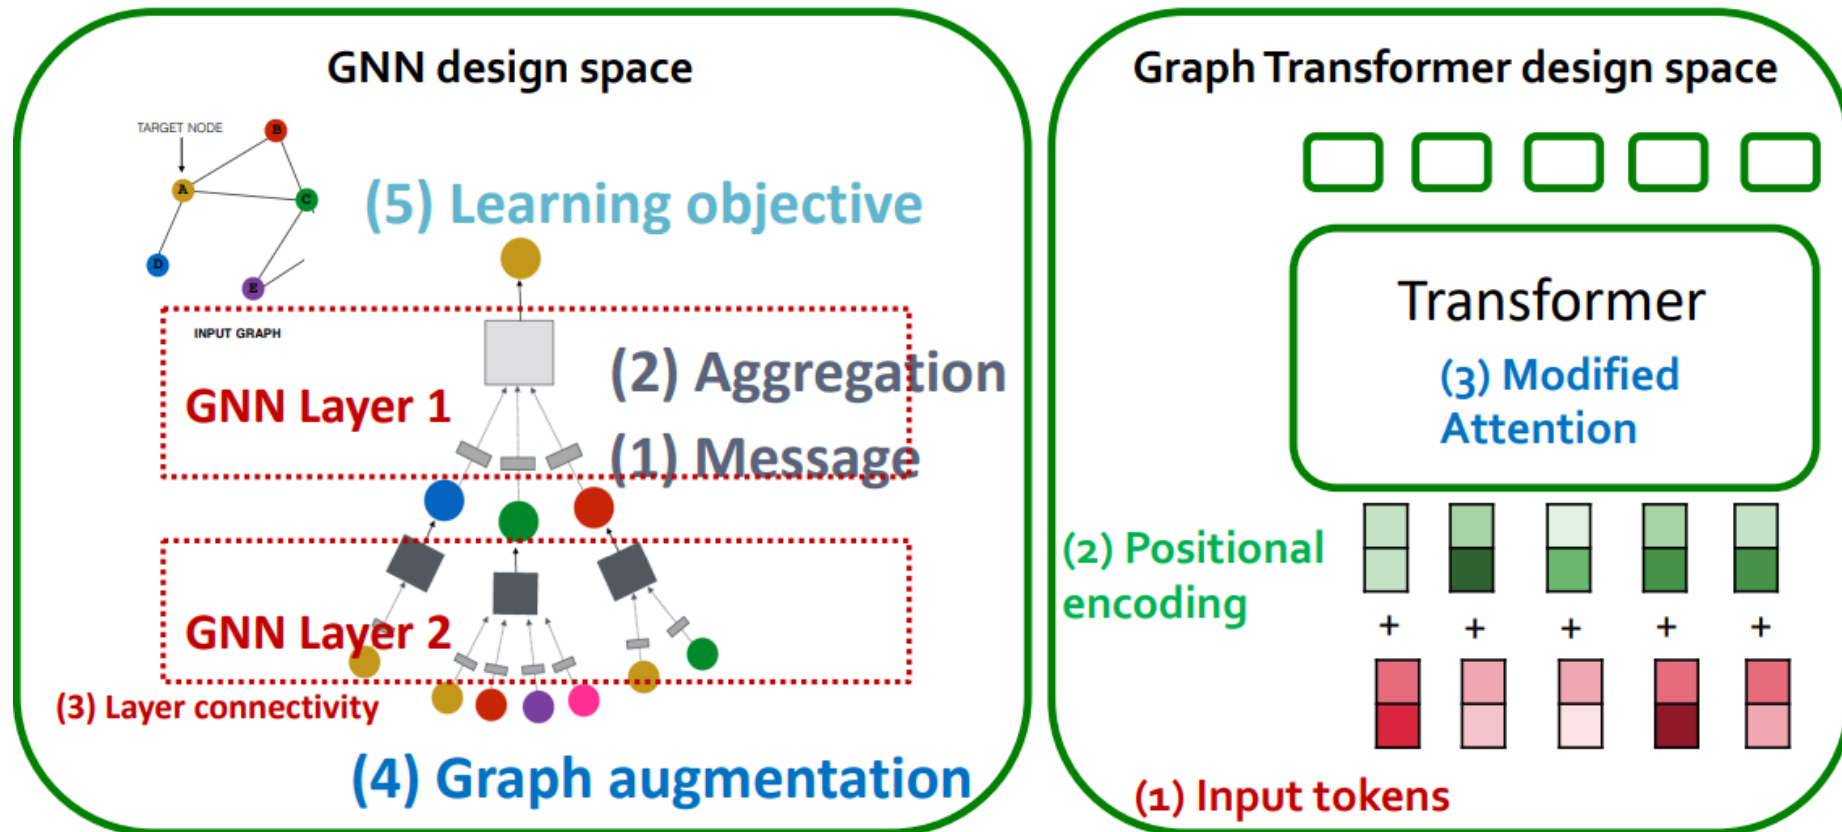 GNN design space
TARGET NODE
B
A
C
D
E
INPUT GRAPH
(5) Learning objective
GNN Layer 1
(2) Aggregation
(1) Message
GNN Layer 2
(3) Layer connectivity
(4) Graph augmentation
Graph Transformer design space
Transformer
(3) Modified
Attention
(2) Positional
encoding
+ + + + +
(1) Input tokens